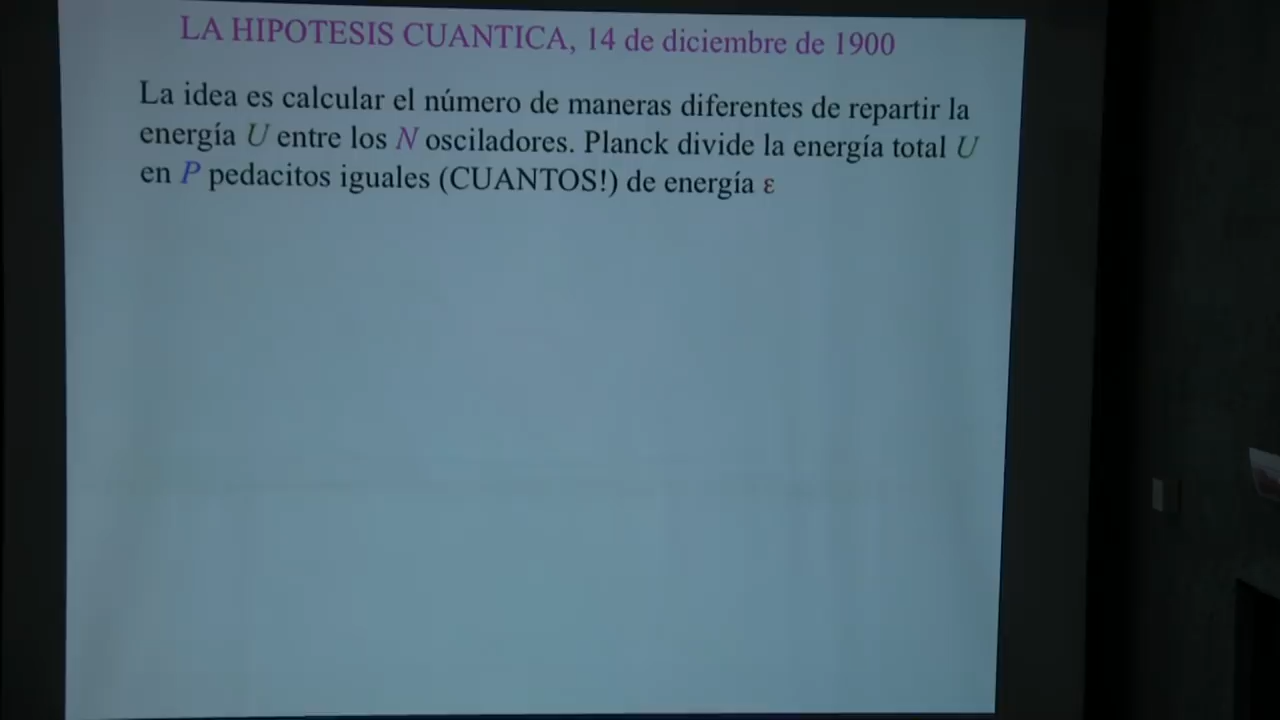 LA HIPOTESIS CUANTICA, 14 de diciembre de 1900
La idea es calcular el número de maneras diferentes de repartir la
energía U entre los N osciladores. Planck divide la energía total U
en P pedacitos iguales (CUANTOS!) de energía ε